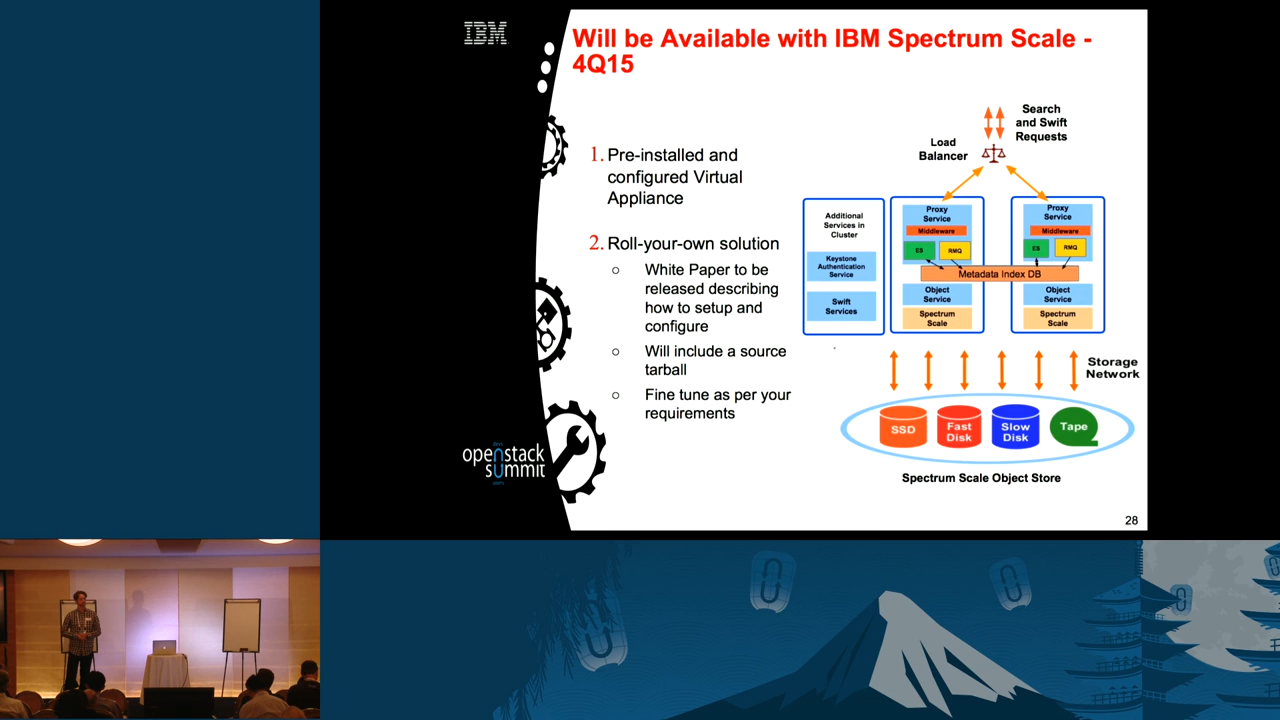 IBM
Will be Available with IBM Spectrum Scale -
4Q15
1. Pre-installed and
configured Virtual
Appliance
2. Roll-your-own solution
○ White Paper to be
released describing
how to setup and
configure
○ Will include a source
tarball
○ Fine tune as per your
requirements
Search
and Swift
Requests
Load
Balancer
Additional
Services in
Cluster
Keystone
Authentication
Service
Swift
Services
Proxy
Service
Middleware
ES
RMQ
Proxy
Service
Middleware
ES
RMQ
Metadata Index DB
Object
Service
Spectrum
Scale
Object
Service
Spectrum
Scale
Storage
Network
SSD
Fast
Disk
Slow
Disk
Tape
Spectrum Scale Object Store
openstack
summit
28